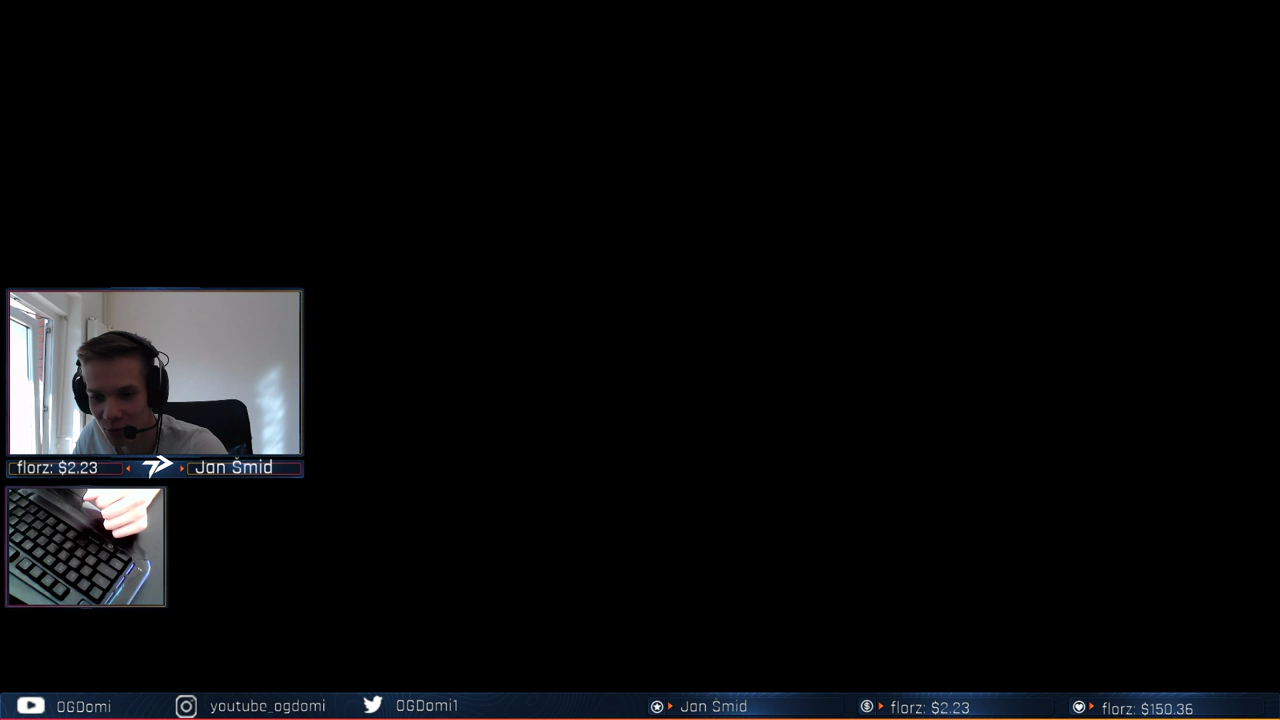 florz: $2.23
Jan Šmid
OGDomi
youtube_ogdomi
OGDomi1
Jan Šmid
florz: $2.23
florz: $150.36